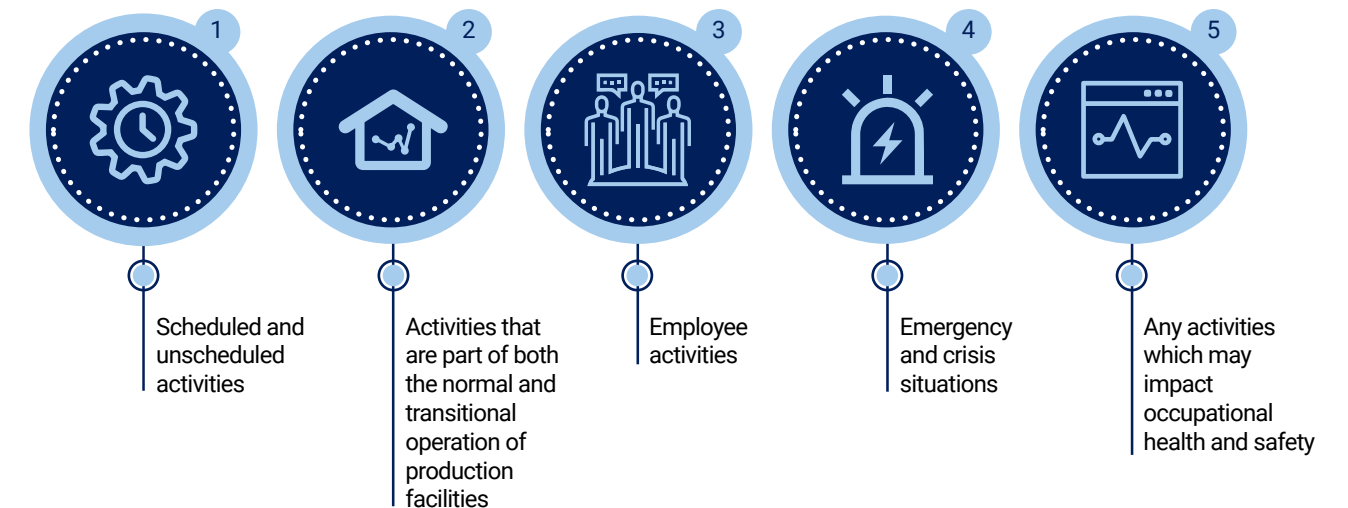 1
2
3
4
5
Scheduled and
unscheduled
activities
Activities that
are part of both
the normal and
transitional
operation of
production
facilities
Employee
activities
Emergency
and crisis
situations
Any activities
which may
impact
occupational
health and safety